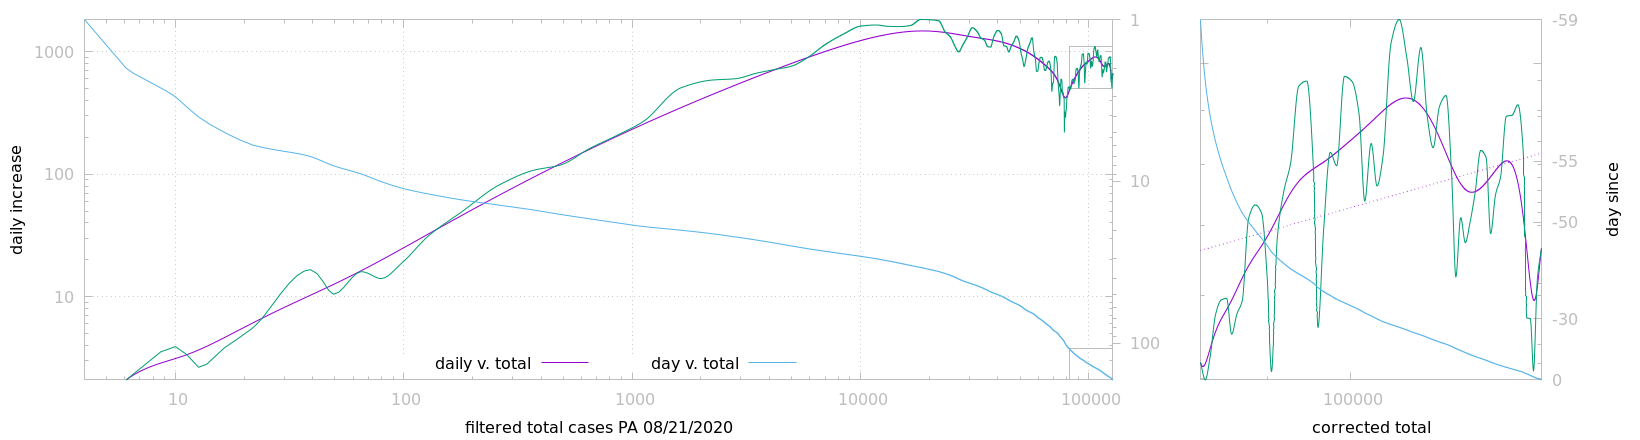 daily increase
1000
100
10
1
10
100
daily v. total
day v. total
10
100
1000
10000
100000
filtered total cases PA 08/21/2020
-59
-55
-50
-30
0
day since
100000
corrected total